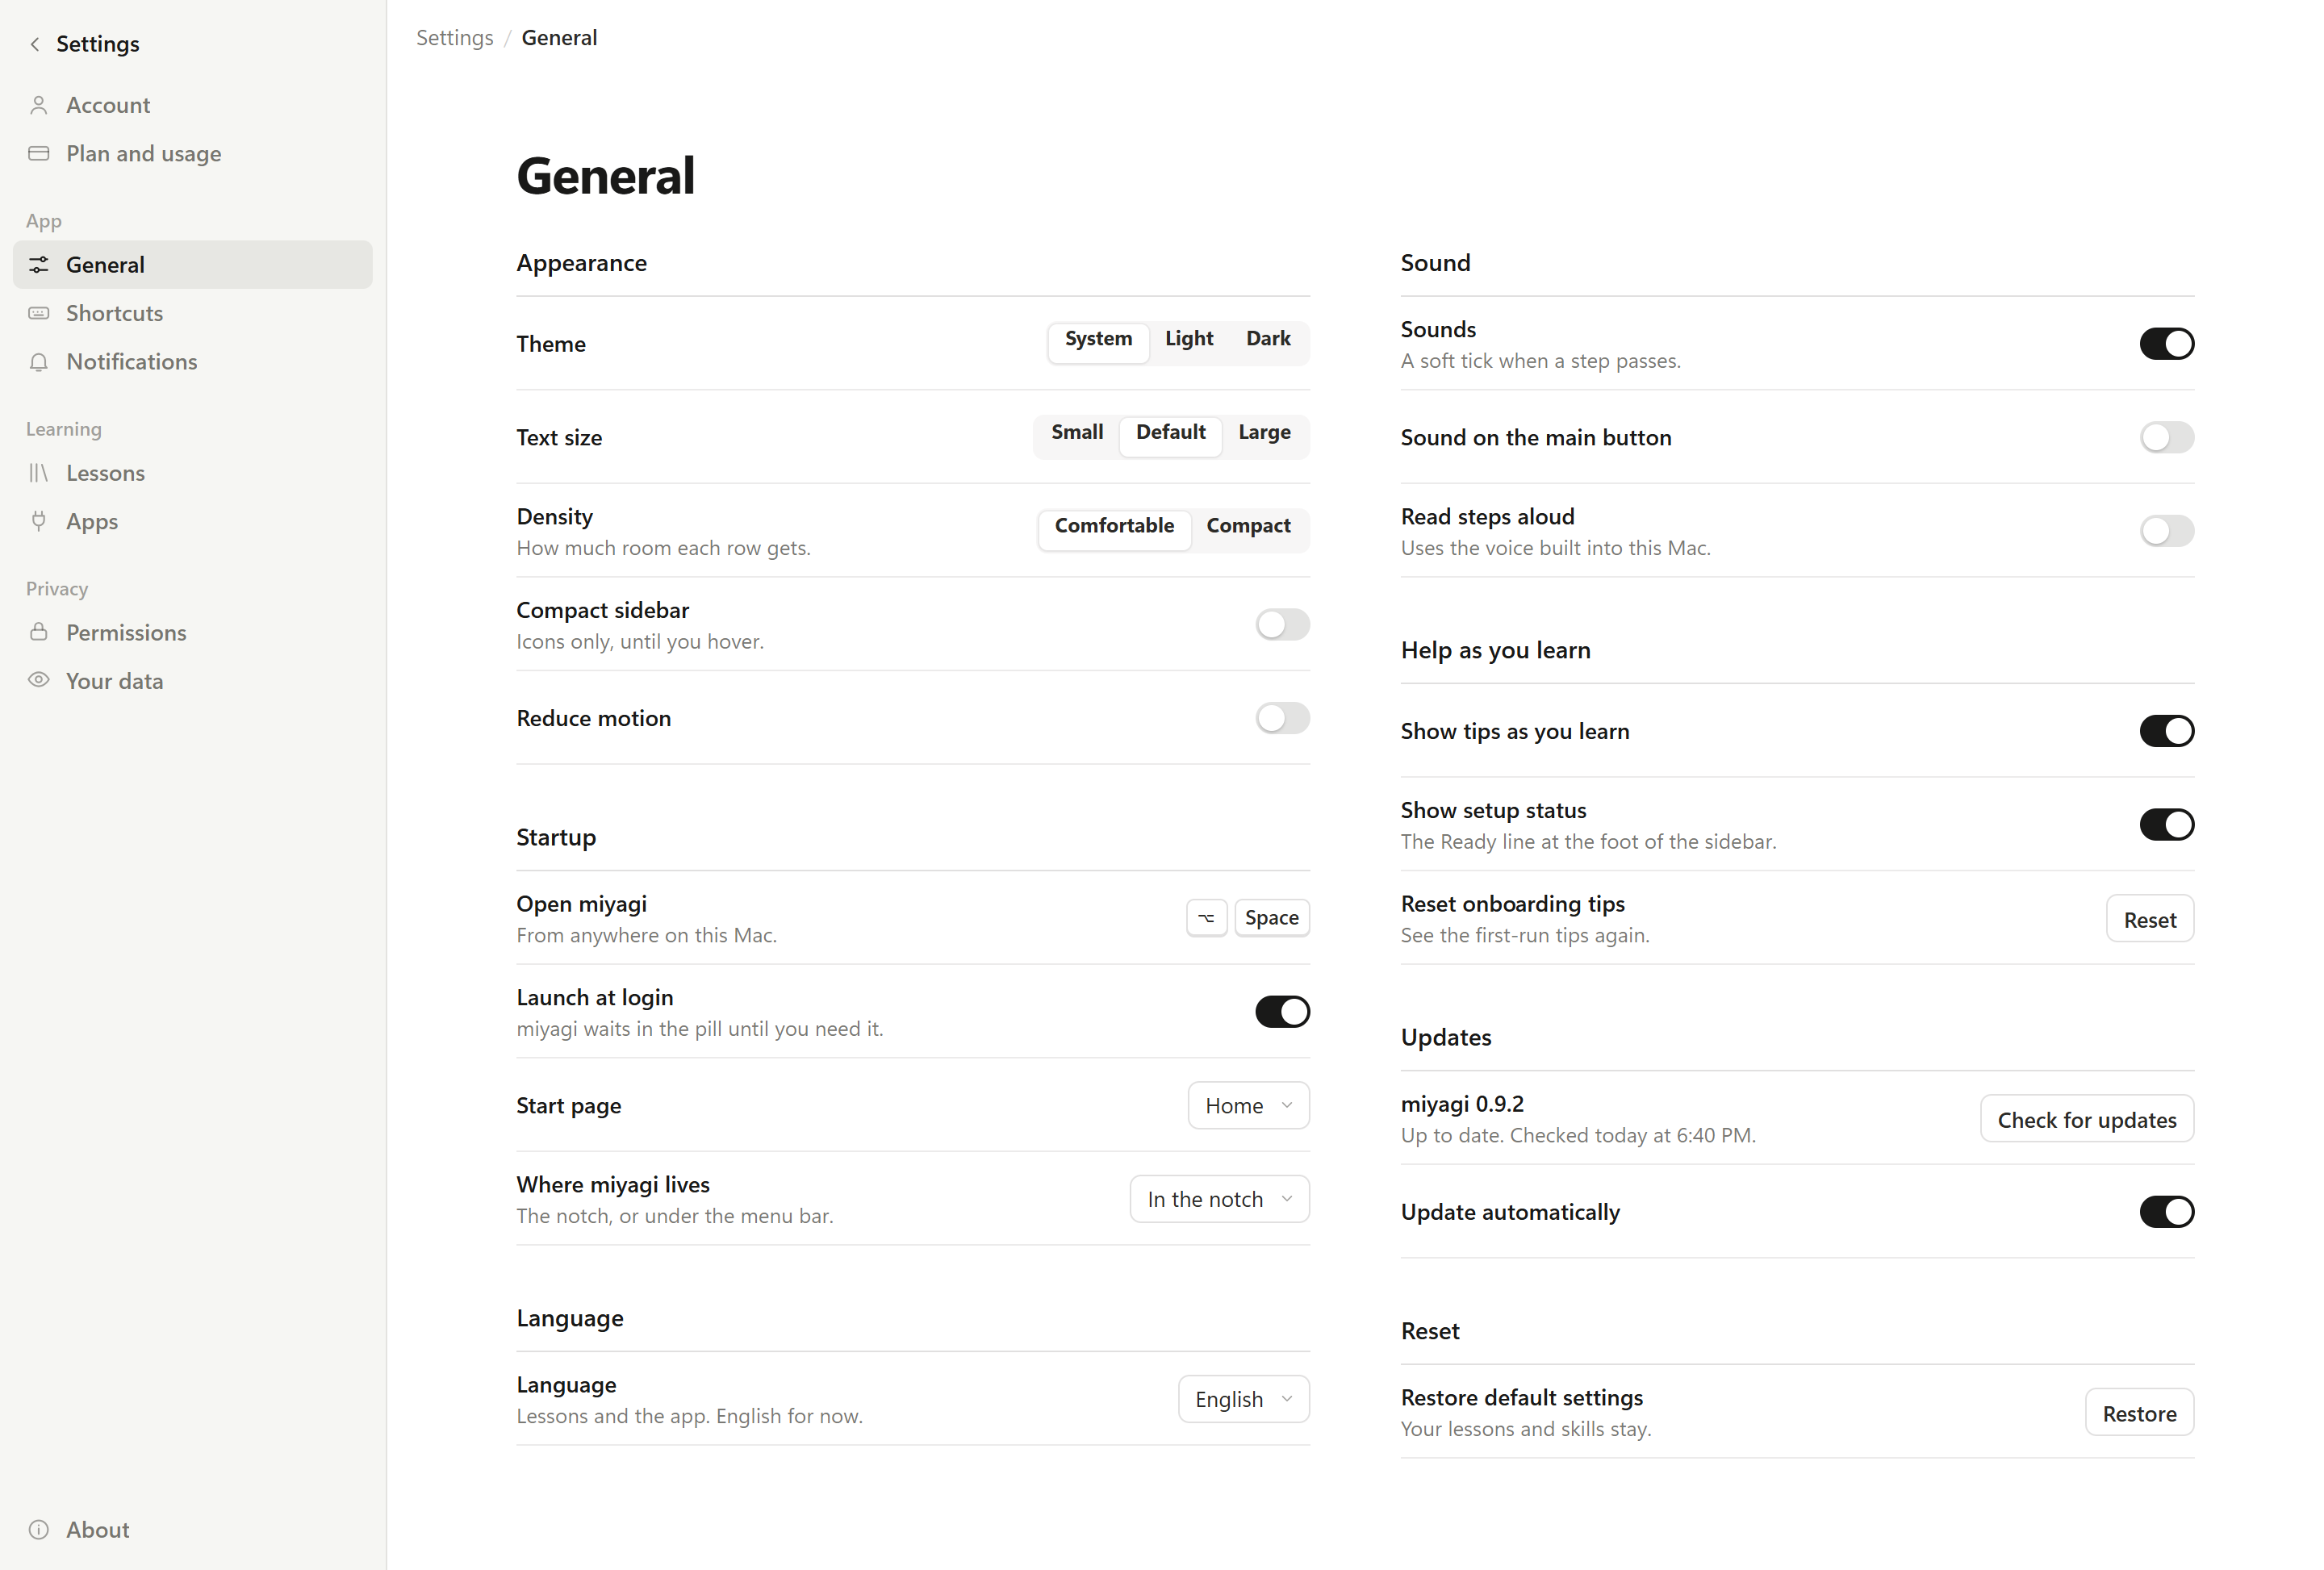 Settings
Account
Plan and usage
App
General
Shortcuts
Notifications
Learning
Lessons
Apps
Privacy
Permissions
Your data
About
Settings / General
General
Appearance
Theme
System Light Dark
Text size
Small Default Large
Density
How much room each row gets.
Comfortable Compact
Compact sidebar
Icons only, until you hover.
Reduce motion
Startup
Open miyagi
From anywhere on this Mac.
⌥ Space
Launch at login
miyagi waits in the pill until you need it.
Start page
Home
Where miyagi lives
The notch, or under the menu bar.
In the notch
Language
Language
Lessons and the app. English for now.
English
Sound
Sounds
A soft tick when a step passes.
Sound on the main button
Read steps aloud
Uses the voice built into this Mac.
Help as you learn
Show tips as you learn
Show setup status
The Ready line at the foot of the sidebar.
Reset onboarding tips
See the first-run tips again.
Reset
Updates
miyagi 0.9.2
Up to date. Checked today at 6:40 PM.
Check for updates
Update automatically
Reset
Restore default settings
Your lessons and skills stay.
Restore